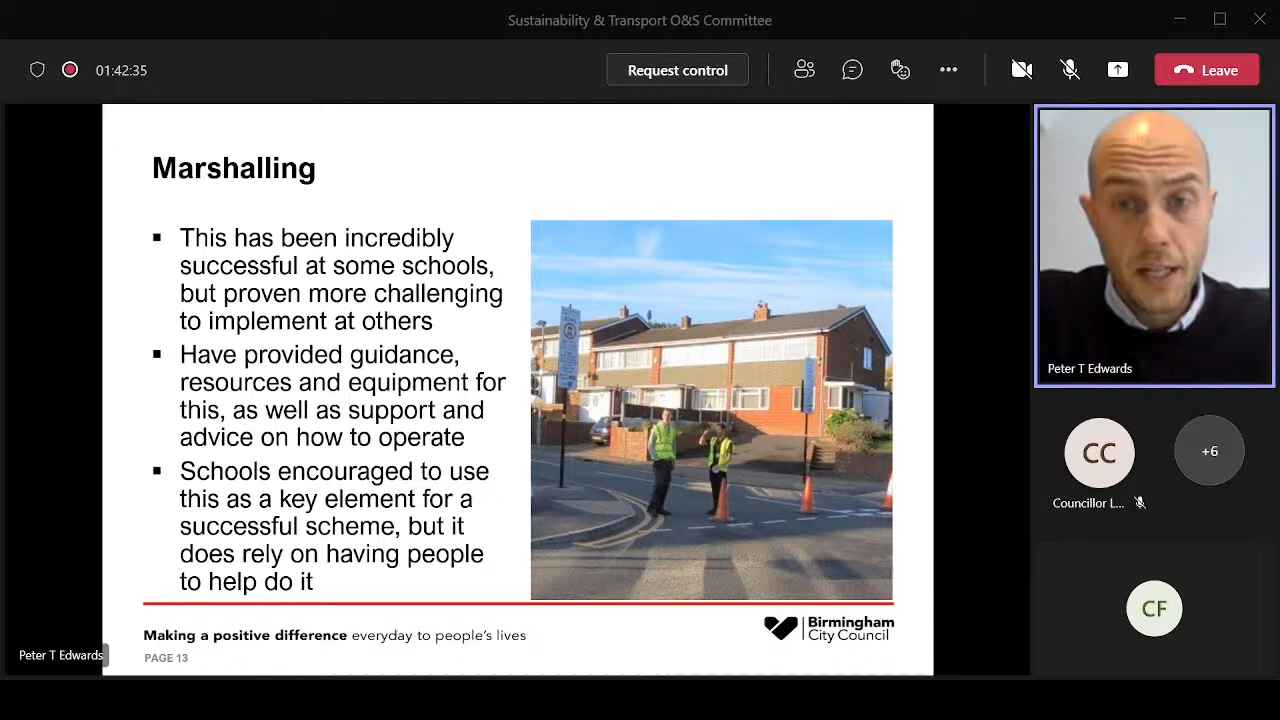 Sustainability & Transport O&S Committee
01:42:35
Request control
Leave
Marshalling
This has been incredibly
successful at some schools,
but proven more challenging
to implement at others
Have provided guidance,
resources and equipment for
this, as well as support and
advice on how to operate
Schools encouraged to use
this as a key element for a
successful scheme, but it
does rely on having people
to help do it
ZONE
Making a positive difference everyday to people's lives
PAGE 13
Birmingham
City Council
Peter T Edwards
Peter T Edwards
CC
+6
Councillor L...
CF